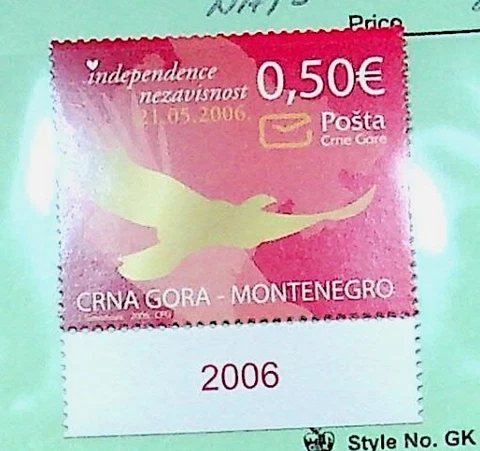 Price
independence
nezavisnost
21.05.2006.
0,50€
Pošta
Crne Gore
CRNA GORA - MONTENEGRO
2006
Style No. GK